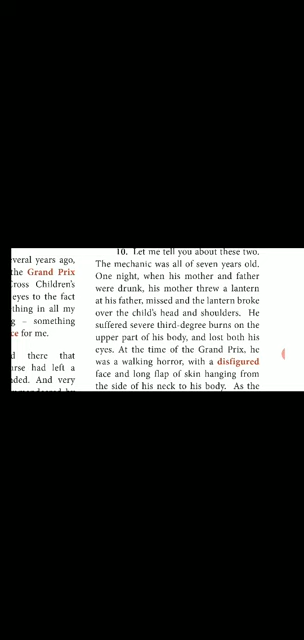 everal years ago,
the Grand Prix
Cross Children's
eyes to the fact
thing in all my
g – something
ce for me.
d there that
urse had left a
ded. And very
10. Let me tell you about these two.
The mechanic was all of seven years old.
One night, when his mother and father
were drunk, his mother threw a lantern
at his father, missed and the lantern broke
over the child's head and shoulders. He
suffered severe third-degree burns on the
upper part of his body, and lost both his
eyes. At the time of the Grand Prix, he
was a walking horror, with a disfigured
face and long flap of skin hanging from
the side of his neck to his body. As the